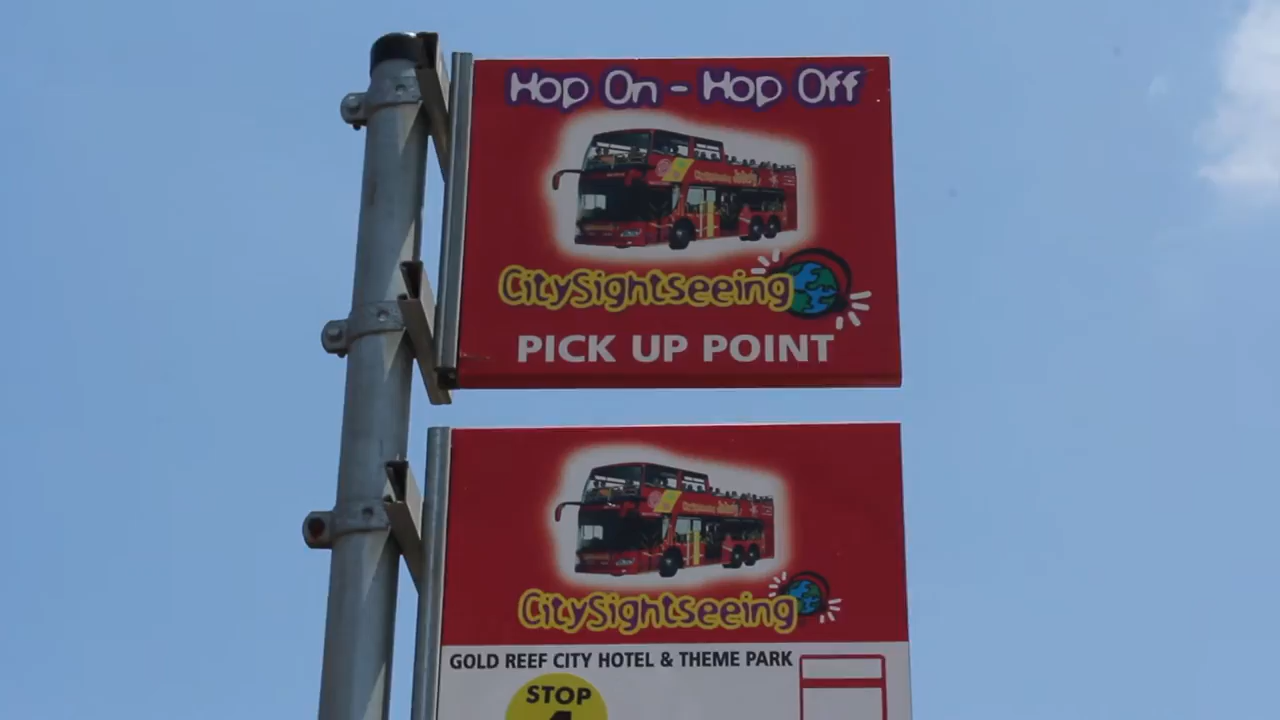 Hop On - Hop Off
CitySightseeing
PICK UP POINT
CitySightseeing
GOLD REEF CITY HOTEL & THEME PARK
STOP